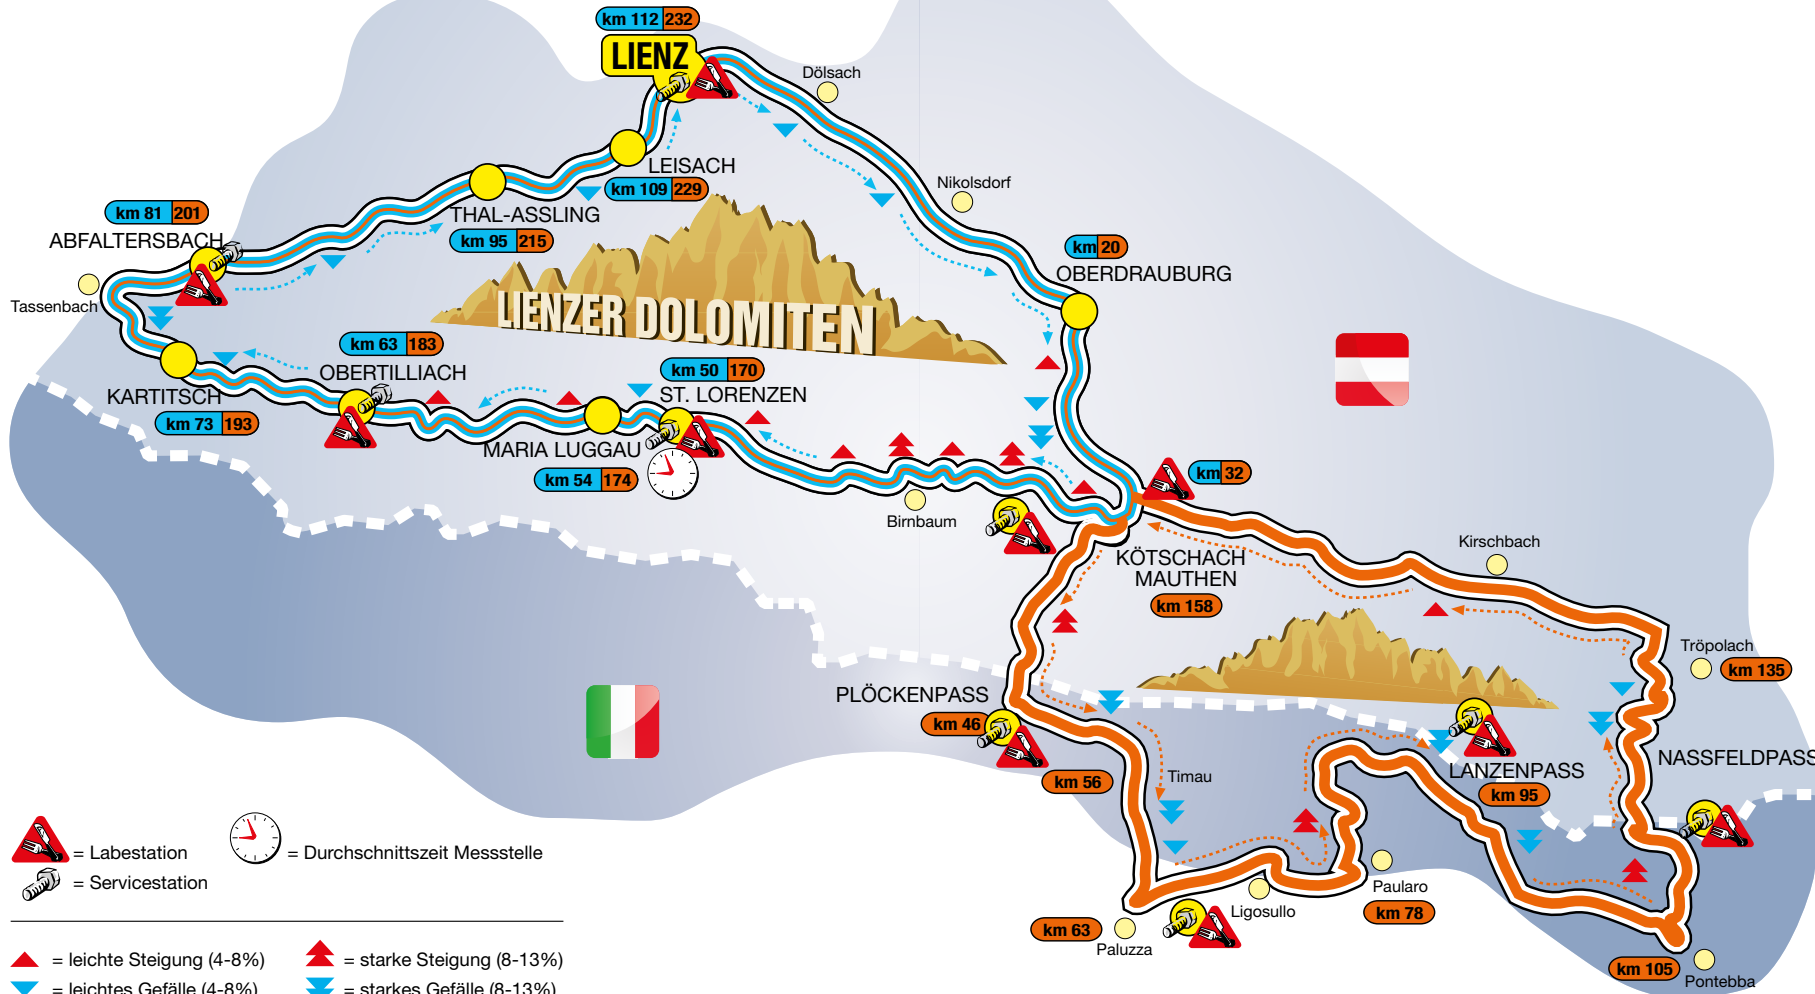 km 112 232
LIENZ
Dölsach
LEISACH
km 109 229
Nikolsdorf
THAL-ASSLING
km 95 215
km 81 201
ABFALTERSBACH
km 20
OBERDRAUBURG
Tassenbach
LIENZER DOLOMITEN
km 63 183
OBERTILLIACH
km 50 170
ST. LORENZEN
KARTITSCH
km 73 193
MARIA LUGGAU
km 54 174
km 32
Birnbaum
KÖTSCHACH
MAUTHEN
km 158
Kirschbach
Tröpolach
km 135
PLÖCKENPASS
km 46
km 56
Timau
LANZENPASS
km 95
NASSFELDPASS
Paularo
km 78
Ligosullo
km 63
Paluzza
km 105
Pontebba
= Labestation
= Durchschnittszeit Messstelle
= Servicestation
= leichte Steigung (4-8%)
= starke Steigung (8-13%)
= leichtes Gefälle (4-8%)
= starkes Gefälle (8-13%)